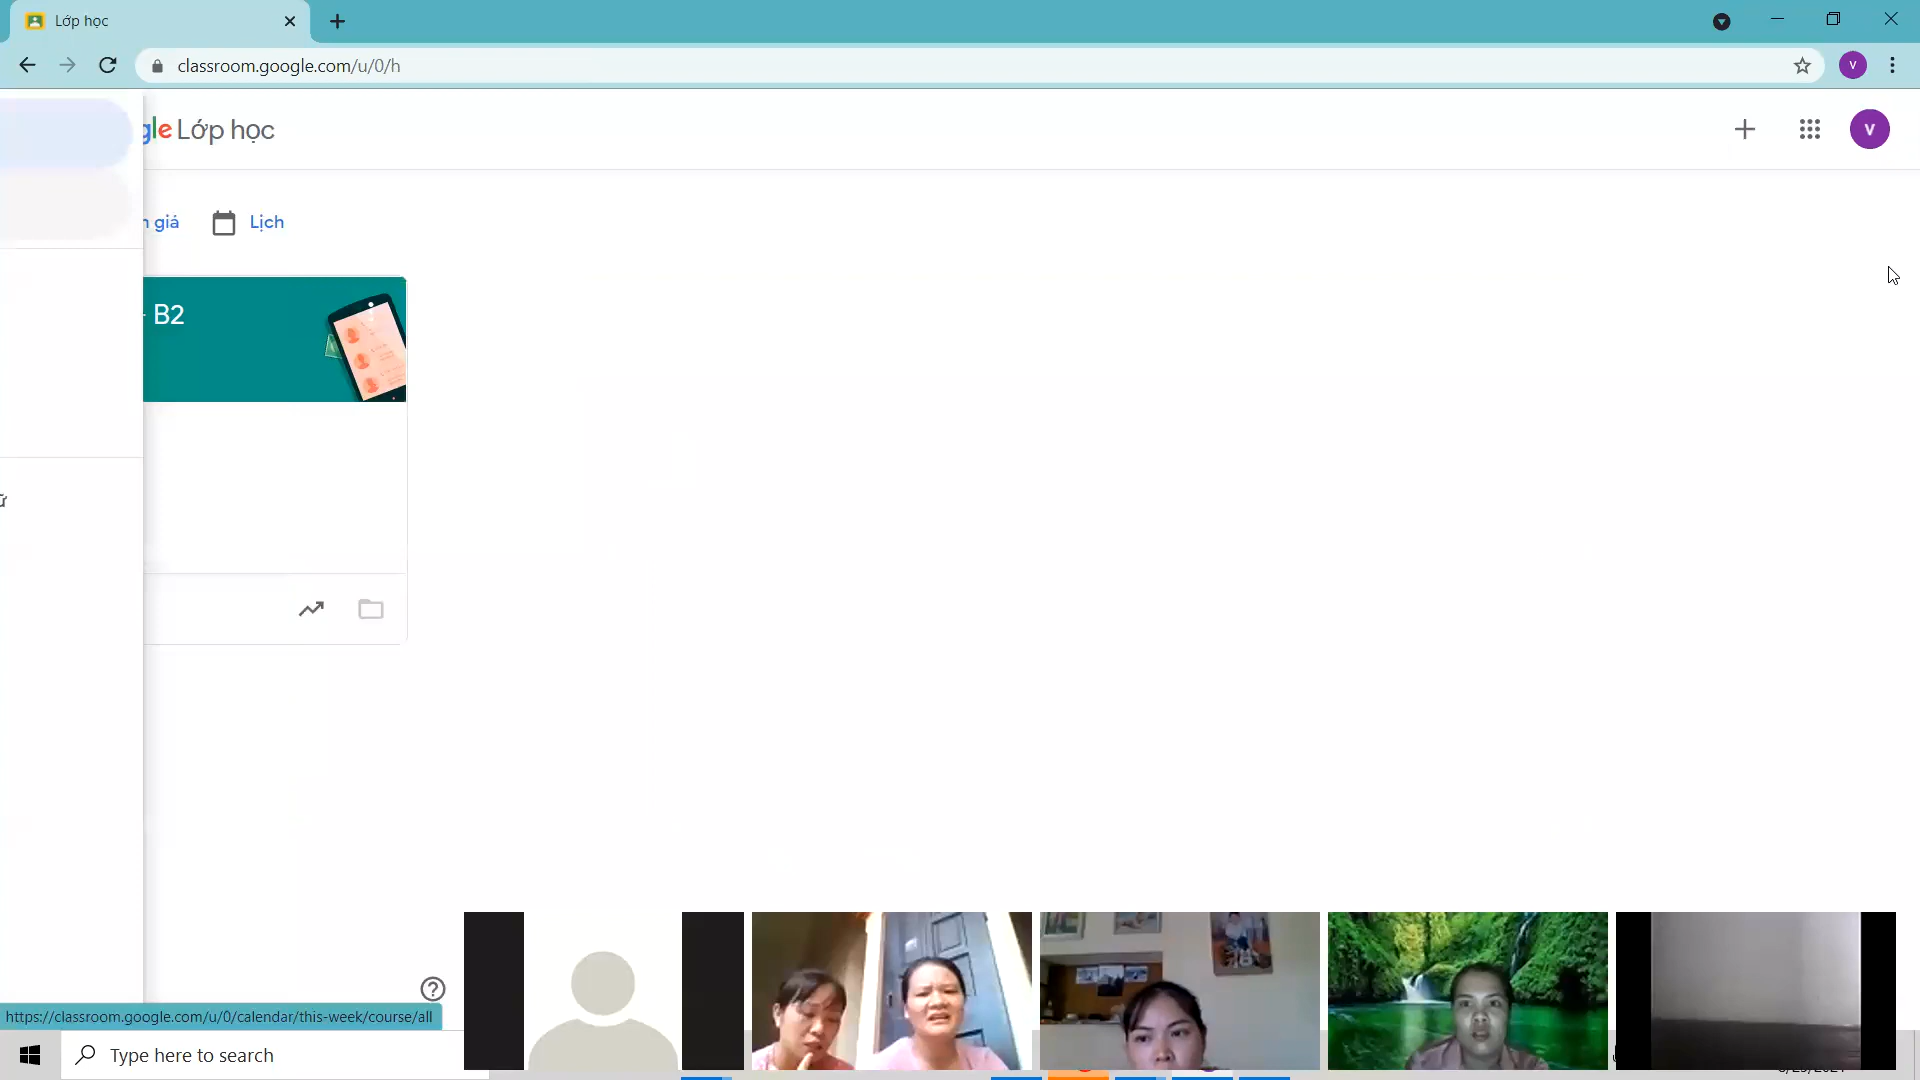 Lớp học
classroom.google.com/u/0/h
gle Lớp học
V
V
n giá
Lịch
- B2
ữ
https://classroom.google.com/u/0/calendar/this-week/course/all
Type here to search